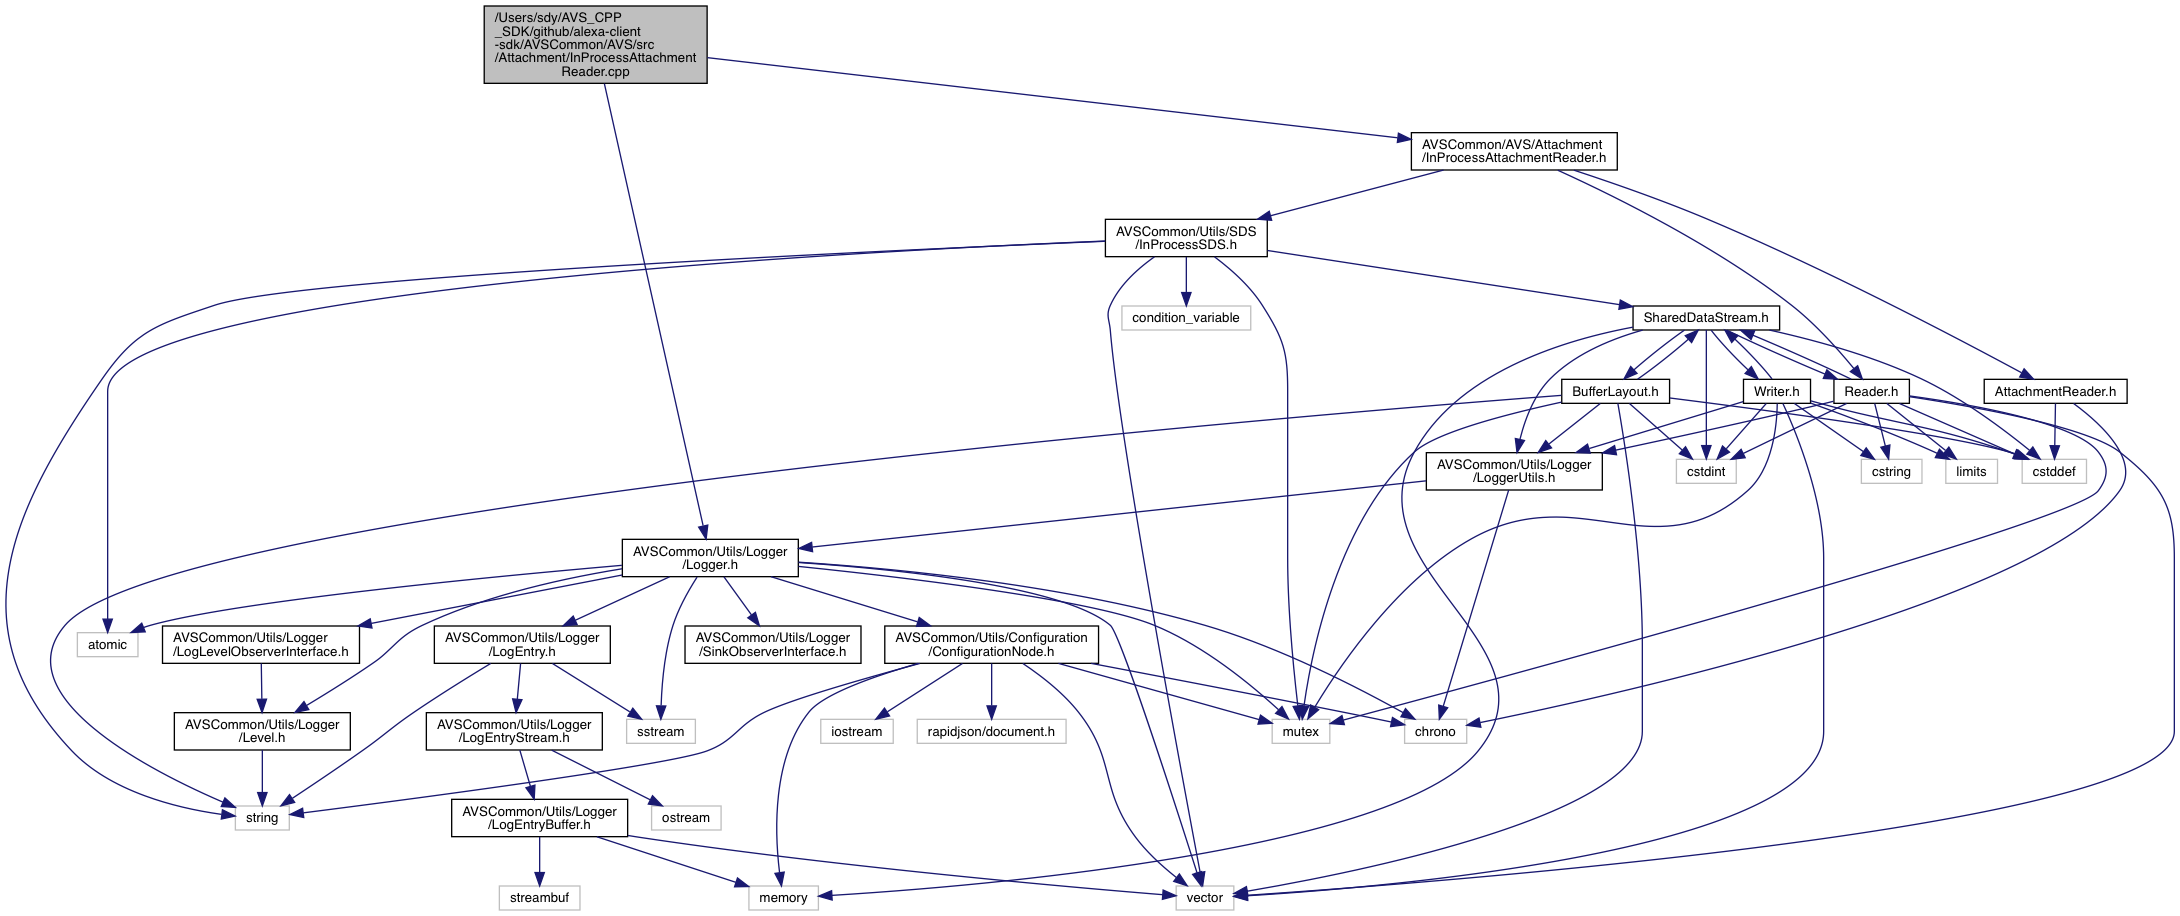 /Users/sdy/AVS_CPP
_SDK/github/alexa-client
-sdk/AVSCommon/AVS/src
/Attachment/InProcessAttachment
Reader.cpp
AVSCommon/AVS/Attachment
/InProcessAttachmentReader.h
AVSCommon/Utils/SDS
/InProcessSDS.h
condition_variable
SharedDataStream.h
BufferLayout.h
Writer.h
Reader.h
AttachmentReader.h
AVSCommon/Utils/Logger
/LoggerUtils.h
cstdint
cstring
limits
cstddef
AVSCommon/Utils/Logger
/Logger.h
atomic
AVSCommon/Utils/Logger
/LogLevelObserverInterface.h
AVSCommon/Utils/Logger
/LogEntry.h
AVSCommon/Utils/Logger
/SinkObserverInterface.h
AVSCommon/Utils/Configuration
/ConfigurationNode.h
AVSCommon/Utils/Logger
/Level.h
AVSCommon/Utils/Logger
/LogEntryStream.h
sstream
iostream
rapidjson/document.h
mutex
chrono
string
AVSCommon/Utils/Logger
/LogEntryBuffer.h
ostream
streambuf
memory
vector